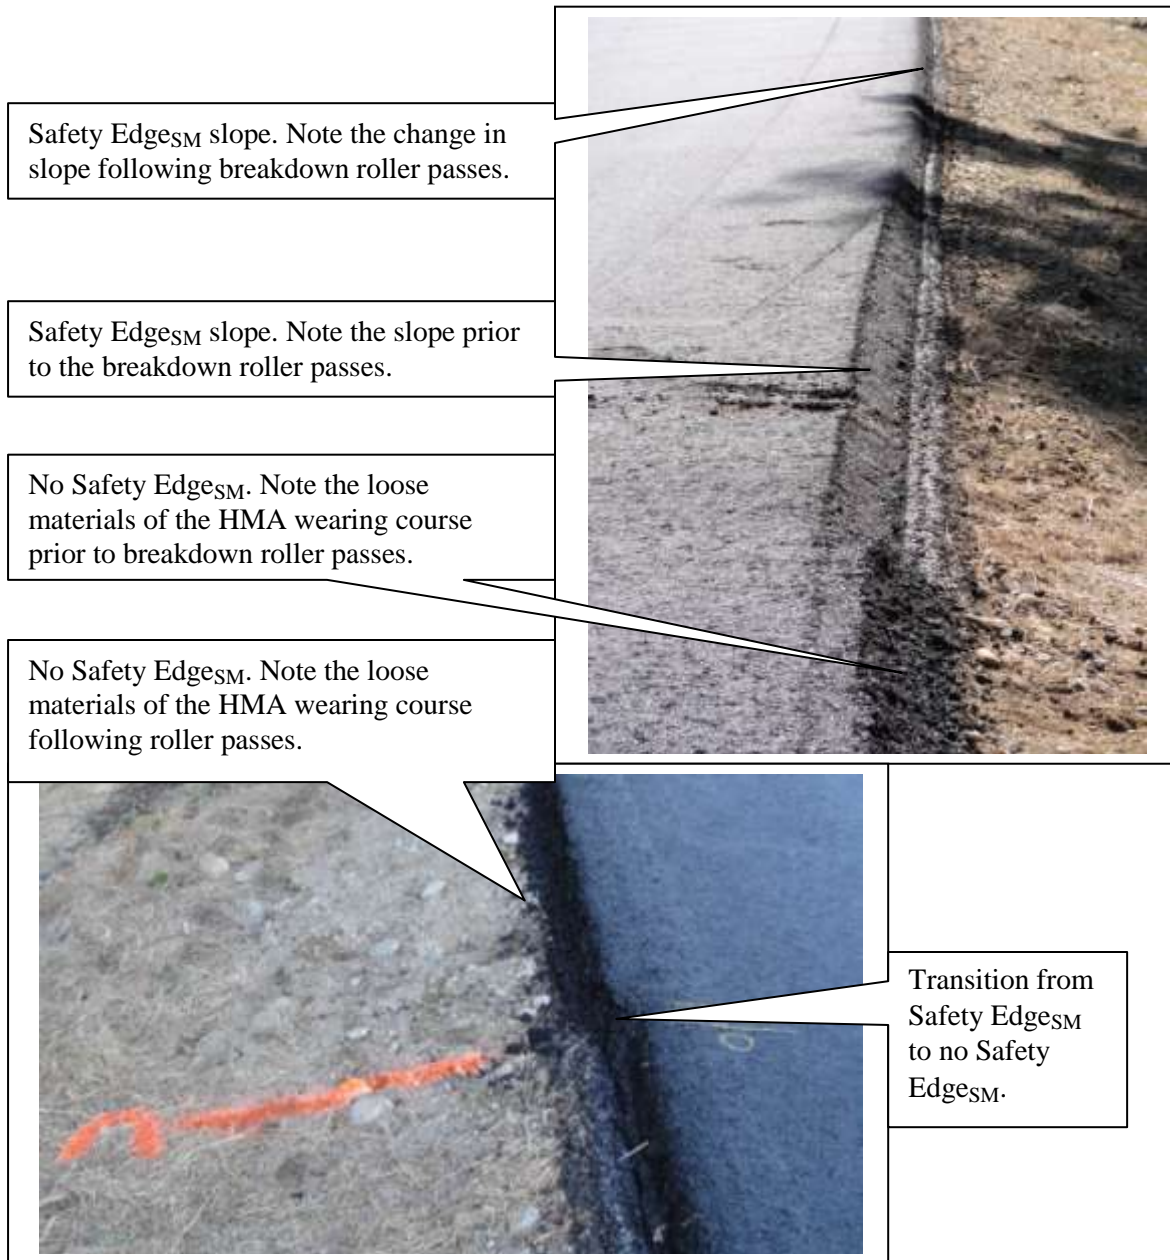 Safety EdgeSM slope. Note the change in
slope following breakdown roller passes.
Safety EdgeSM slope. Note the slope prior
to the breakdown roller passes.
No Safety EdgeSM. Note the loose
materials of the HMA wearing course
prior to breakdown roller passes.
No Safety EdgeSM. Note the loose
materials of the HMA wearing course
following roller passes.
Transition from
Safety EdgeSM
to no Safety
EdgeSM.